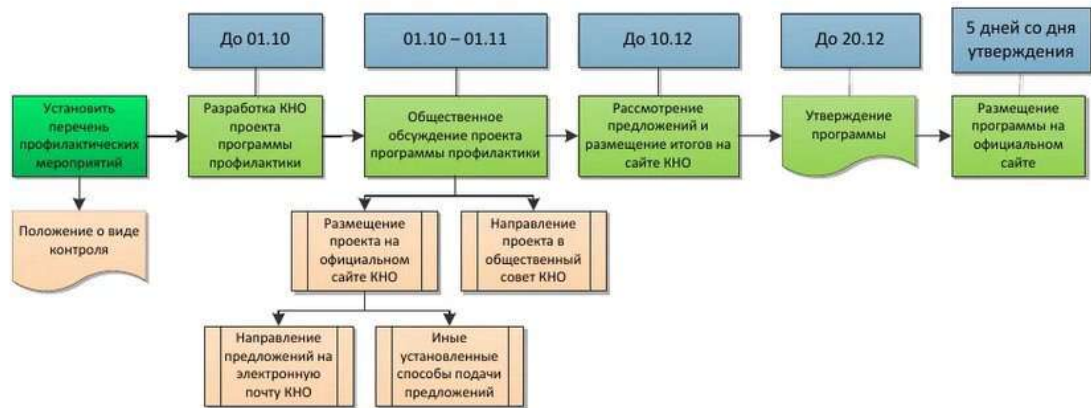 До 01.10
01.10 – 01.11
До 10.12
До 20.12
5 дней со дня
утверждения
Установить
перечень
профилактических
мероприятий
Разработка КНО
проекта
программы
профилактики
Общественное
обсуждение проекта
программы профилактики
Рассмотрение
предложений и
размещение итогов на
сайте КНО
Утверждение
программы
Размещение
программы на
официальном
сайте
Положение о виде
контроля
Размещение
проекта на
официальном
сайте КНО
Направление
проекта в
общественный
совет КНО
Направление
предложений на
электронную
почту КНО
Иные
установленные
способы подачи
предложений